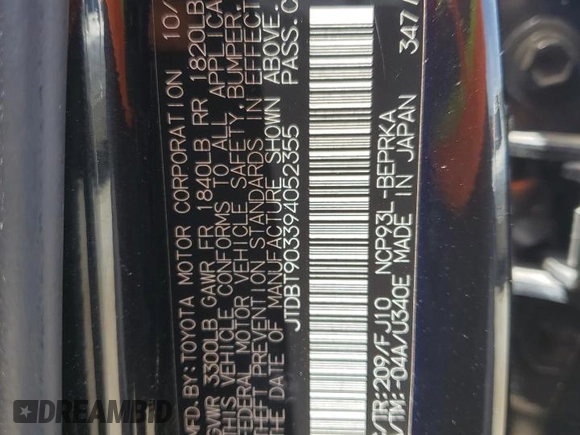 MFD. BY: TOYOTA MOTOR CORPORATION 10/
GVWR 3300LB GAWR FR 1840LB RR 1820LB
THIS VEHICLE CONFORMS TO ALL APPLICA
FEDERAL MOTOR VEHICLE SAFETY, BUMPER,
THEFT PREVENTION STANDARDS IN EFFECT
DATE OF MANUFACTURE SHOWN ABOVE.
JTDBT903394052355 PASS. C
/TR:209/FJ10 NCP93L-BEPRKA
/TM:-04A/U340E MADE IN JAPAN 347
DREAMBID